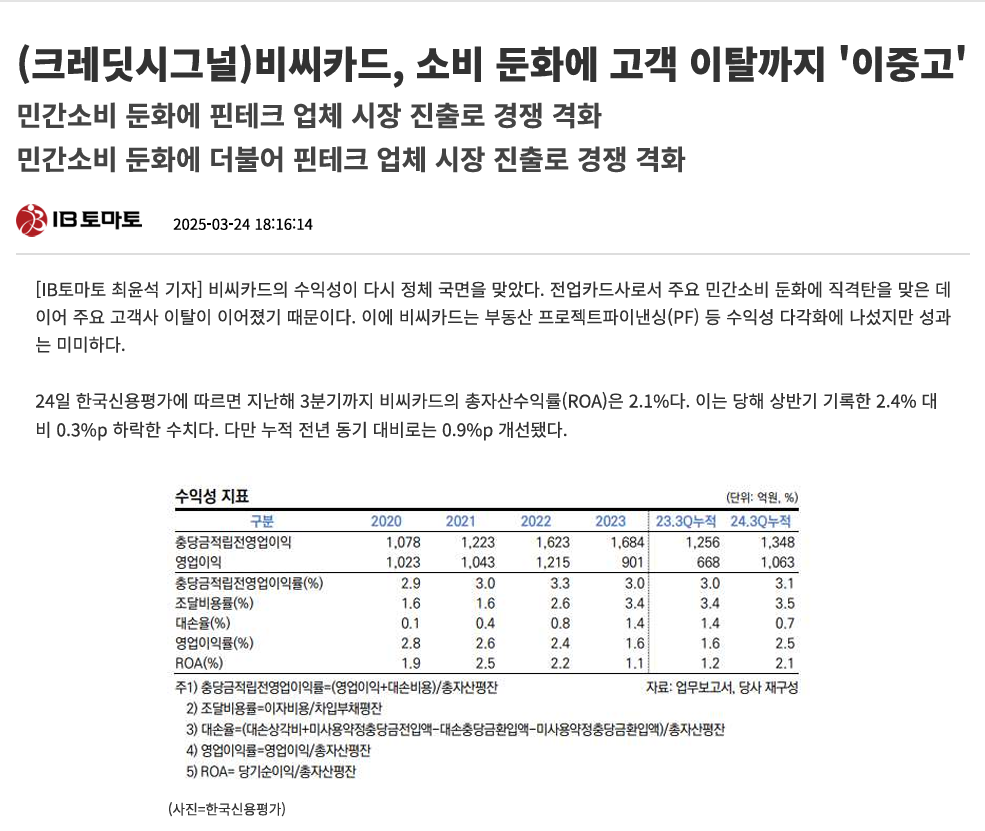 (크레딧시그널)비씨카드, 소비 둔화에 고객 이탈까지 '이중고'
민간소비 둔화에 핀테크 업체 시장 진출로 경쟁 격화
민간소비 둔화에 더불어 핀테크 업체 시장 진출로 경쟁 격화
IB토마토 2025-03-24 18:16:14
[IB토마토 최윤석 기자] 비씨카드의 수익성이 다시 정체 국면을 맞았다. 전업카드사로서 주요 민간소비 둔화에 직격탄을 맞은 데
이어 주요 고객사 이탈이 이어졌기 때문이다. 이에 비씨카드는 부동산 프로젝트파이낸싱(PF) 등 수익성 다각화에 나섰지만 성과
는 미미하다.
24일 한국신용평가에 따르면 지난해 3분기까지 비씨카드의 총자산수익률(ROA)은 2.1%다. 이는 당해 상반기 기록한 2.4% 대
비 0.3%p 하락한 수치다. 다만 누적 전년 동기 대비로는 0.9%p 개선됐다.
수익성 지표 (단위: 억원, %)
구분 2020 2021 2022 2023 23.3Q누적 24.3Q누적
충당금적립전영업이익 1,078 1,223 1,623 1,684 1,256 1,348
영업이익 1,023 1,043 1,215 901 668 1,063
충당금적립전영업이익률(%) 2.9 3.0 3.3 3.0 3.0 3.1
조달비용률(%) 1.6 1.6 2.6 3.4 3.4 3.5
대손율(%) 0.1 0.4 0.8 1.4 1.4 0.7
영업이익률(%) 2.8 2.6 2.4 1.6 1.6 2.5
ROA(%) 1.9 2.5 2.2 1.1 1.2 2.1
주1) 충당금적립전영업이익률=(영업이익+대손비용)/총자산평잔 자료: 업무보고서, 당사 재구성
2) 조달비용률=이자비용/차입부채평잔
3) 대손율=(대손상각비+미사용약정충당금전입액-대손충당금환입액-미사용약정충당금환입액)/총자산평잔
4) 영업이익률=영업이익/총자산평잔
5) ROA= 당기순이익/총자산평잔
(사진=한국신용평가)